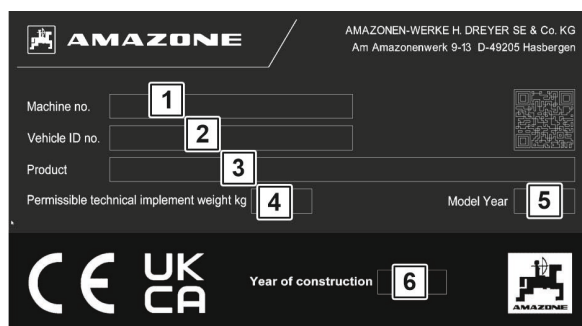 AMAZONE
AMAZONEN-WERKE H. DREYER SE & Co. KG
Am Amazonenwerk 9-13 D-49205 Hasbergen
Machine no. 1
Vehicle ID no. 2
Product 3
Permissible technical implement weight kg 4 Model Year 5
CE UK CA Year of construction 6
AMAZONE